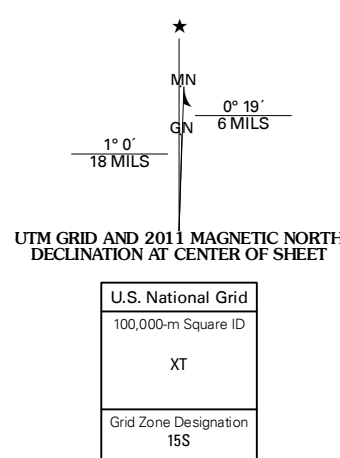 ★
MN
0° 19´
6 MILS
GN
1° 0´
18 MILS
UTM GRID AND 2011 MAGNETIC NORTH
DECLINATION AT CENTER OF SHEET
U.S. National Grid
100,000-m Square ID
XT
Grid Zone Designation
15S